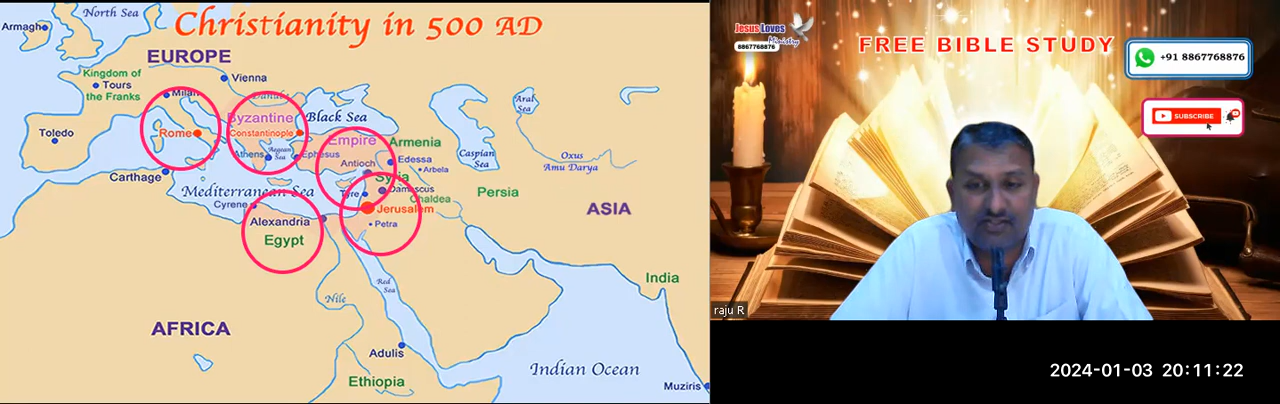 Christianity in 500 AD
North Sea
Armagh
EUROPE
Kingdom of
Tours
the Franks
Vienna
Milan
Danube
Black Sea
Byzantine
Constantinople
Rome
Toledo
Empire
Armenia
Athens
Aegean
Sea
Ephesus
Antioch
Edessa
Arbela
Syria
Caspian
Sea
Aral
Sea
Oxus
Amu Darya
Carthage
Mediterranean Sea
Tyre
Damascus
Chaldea
Persia
ASIA
Cyrene
Alexandria
Jerusalem
Petra
Egypt
Red
Sea
Nile
India
AFRICA
Adulis
Ethiopia
Indian Ocean
Muziris
Jesus Loves
Ministry
8867768876
FREE BIBLE STUDY
+91 8867768876
SUBSCRIBE
raju R
2024-01-03 20:11:22